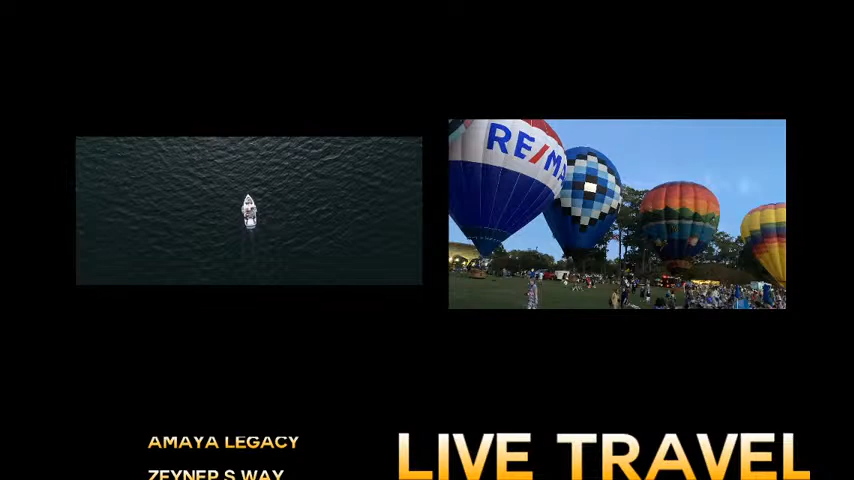 RE/MA
AMAYA LEGACY
ZEYNEP S WAY
LIVE TRAVEL